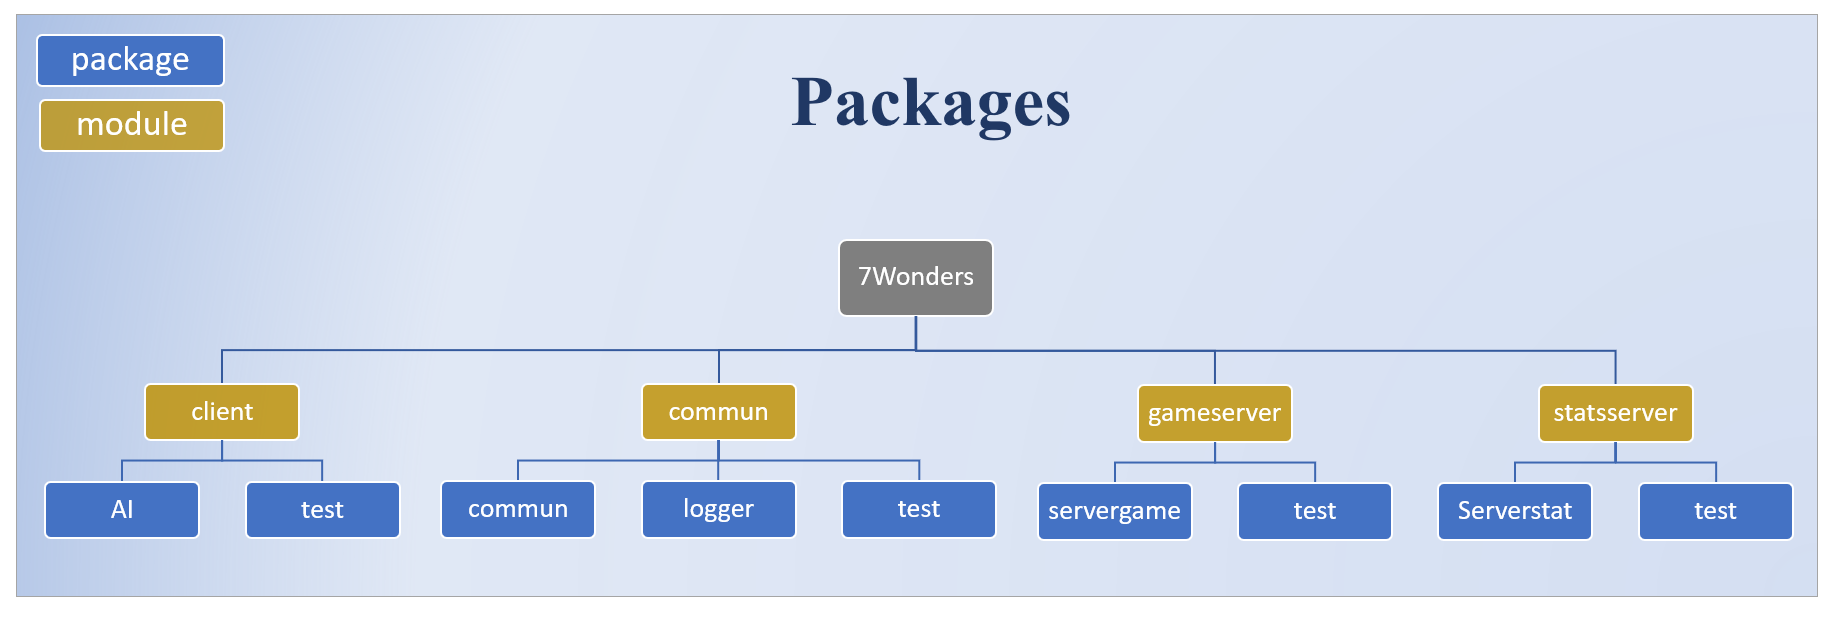 package
module
Packages
7Wonders
client
commun
gameserver
statsserver
AI
test
commun
logger
test
servergame
test
Serverstat
test